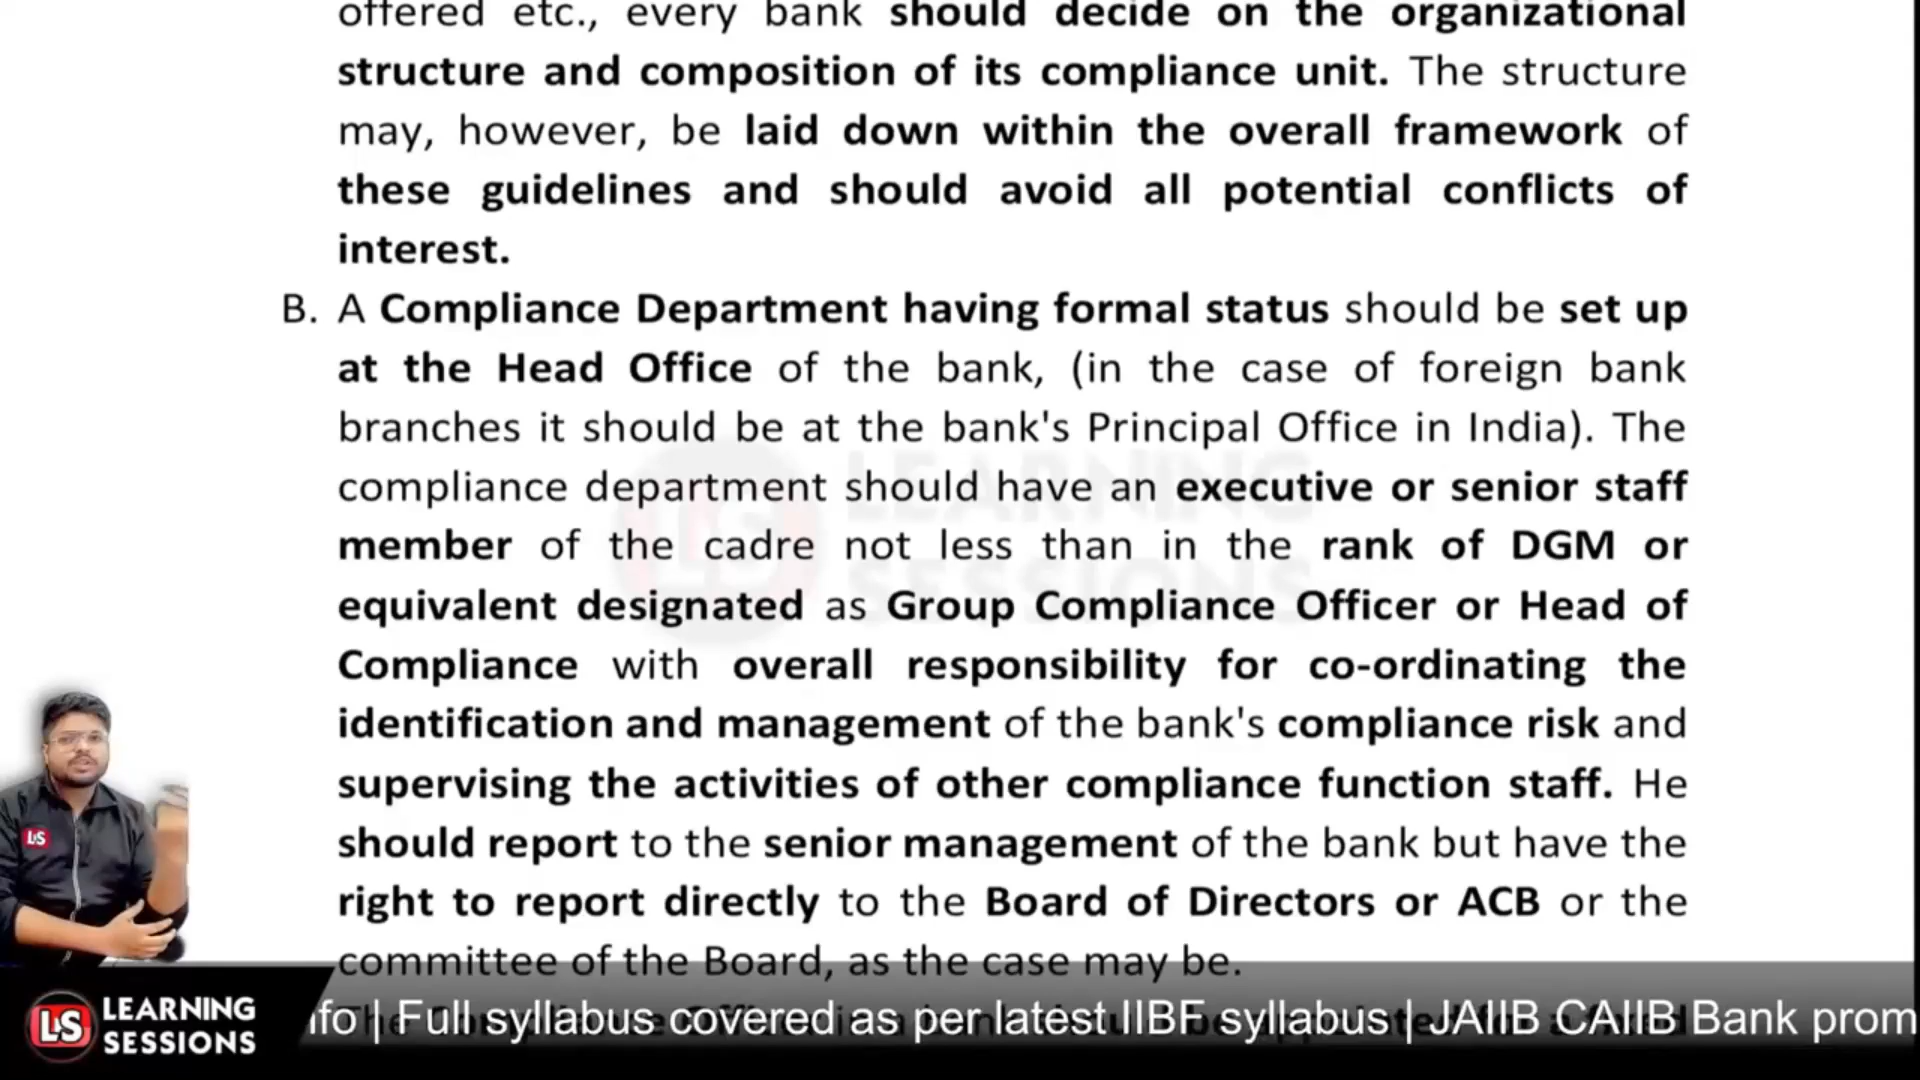 offered etc., every bank should decide on the organizational
structure and composition of its compliance unit. The structure
may, however, be laid down within the overall framework of
these guidelines and should avoid all potential conflicts of
interest.
B. A Compliance Department having formal status should be set up
at the Head Office of the bank, (in the case of foreign bank
branches it should be at the bank's Principal Office in India). The
compliance department should have an executive or senior staff
member of the cadre not less than in the rank of DGM or
equivalent designated as Group Compliance Officer or Head of
Compliance with overall responsibility for co-ordinating the
identification and management of the bank's compliance risk and
supervising the activities of other compliance function staff. He
should report to the senior management of the bank but have the
right to report directly to the Board of Directors or ACB or the
committee of the Board, as the case may be.
LEARNING
SESSIONS
LS
LS
LEARNING
SESSIONS
nfo | Full syllabus covered as per latest IIBF syllabus | JAIIB CAIIB Bank prom